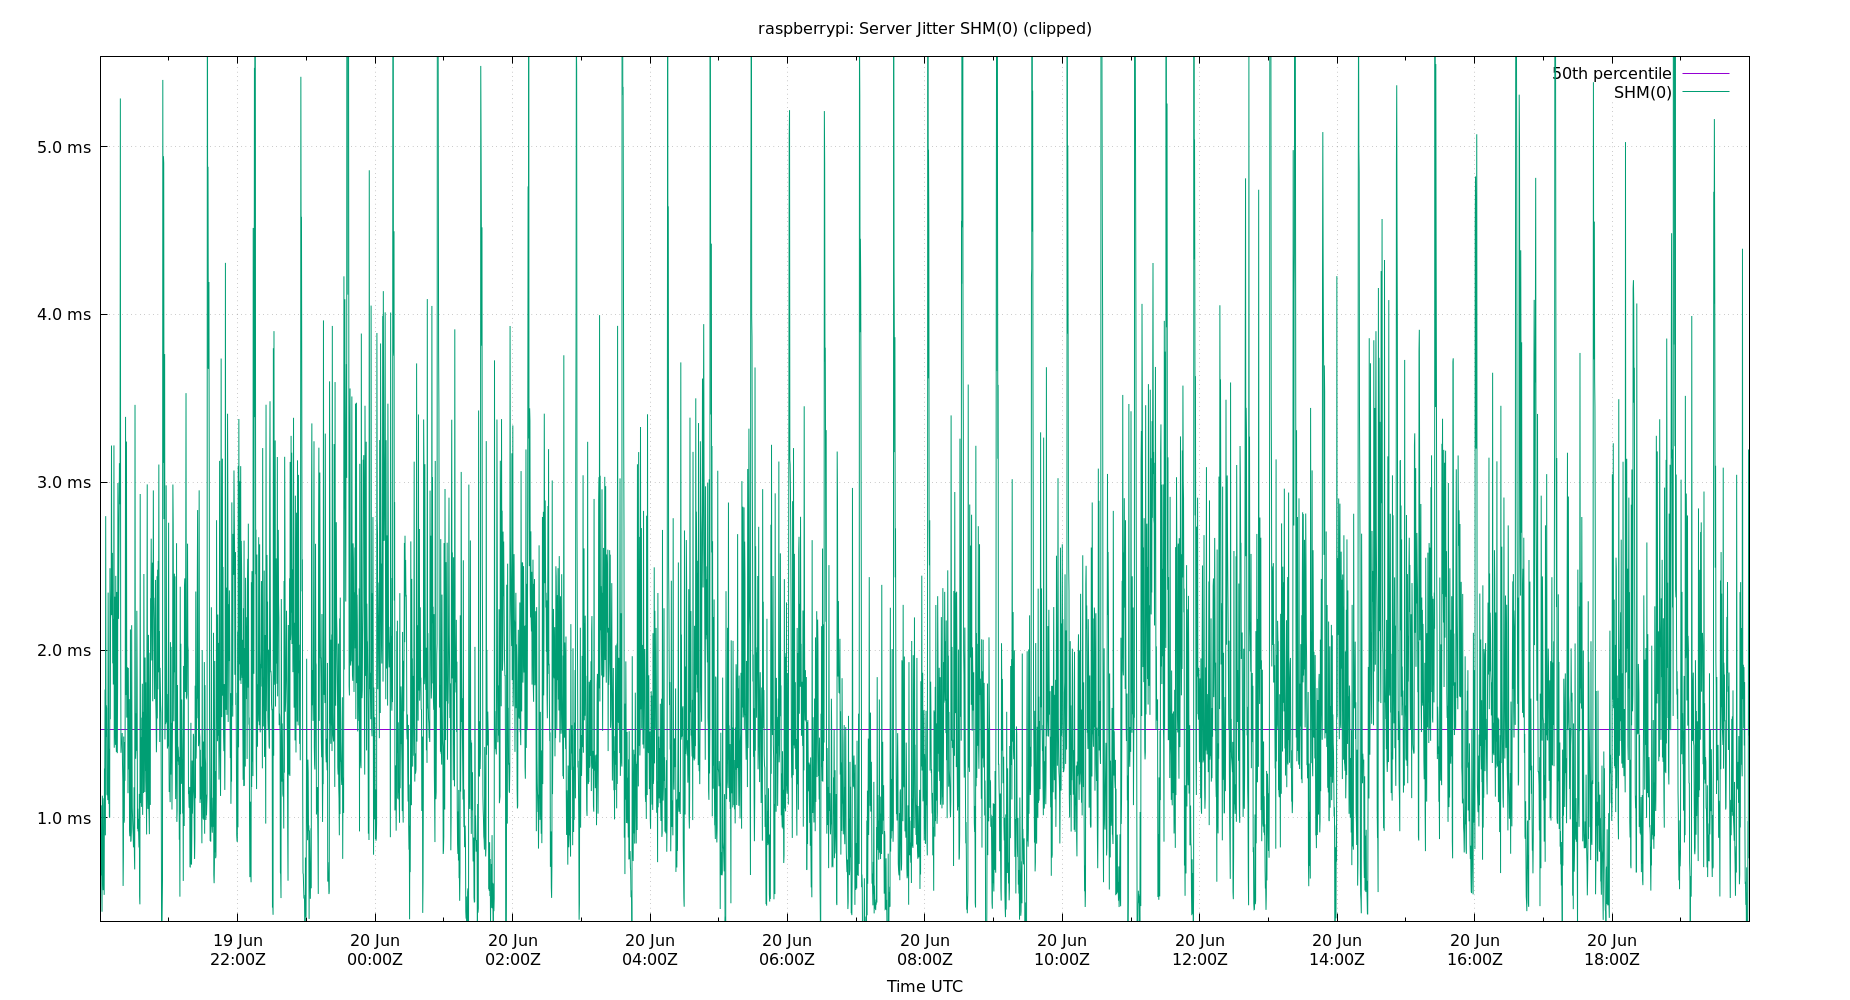 raspberrypi: Server Jitter SHM(0) (clipped)
50th percentile
SHM(0)
5.0 ms
4.0 ms
3.0 ms
2.0 ms
1.0 ms
19 Jun 20 Jun 20 Jun 20 Jun 20 Jun 20 Jun 20 Jun 20 Jun 20 Jun 20 Jun 20 Jun
22:00Z 00:00Z 02:00Z 04:00Z 06:00Z 08:00Z 10:00Z 12:00Z 14:00Z 16:00Z 18:00Z
Time UTC